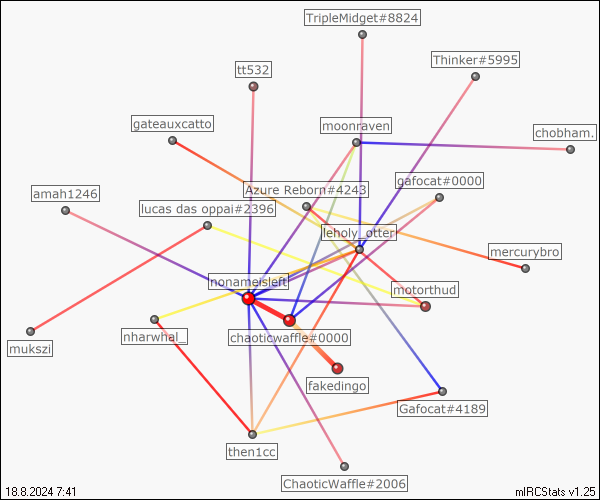 TripleMidget#8824
Thinker#5995
tt532
gateauxcatto
moonraven
chobham.
gafocat#0000
Azure Reborn#4243
amah1246
lucas das oppai#2396
leholy_otter
mercurybro
nonameisleft
motorthud
chaoticwaffle#0000
nharwhal_
mukszi
fakedingo
Gafocat#4189
then1cc
ChaoticWaffle#2006
18.8.2024 7:41
mIRCStats v1.25